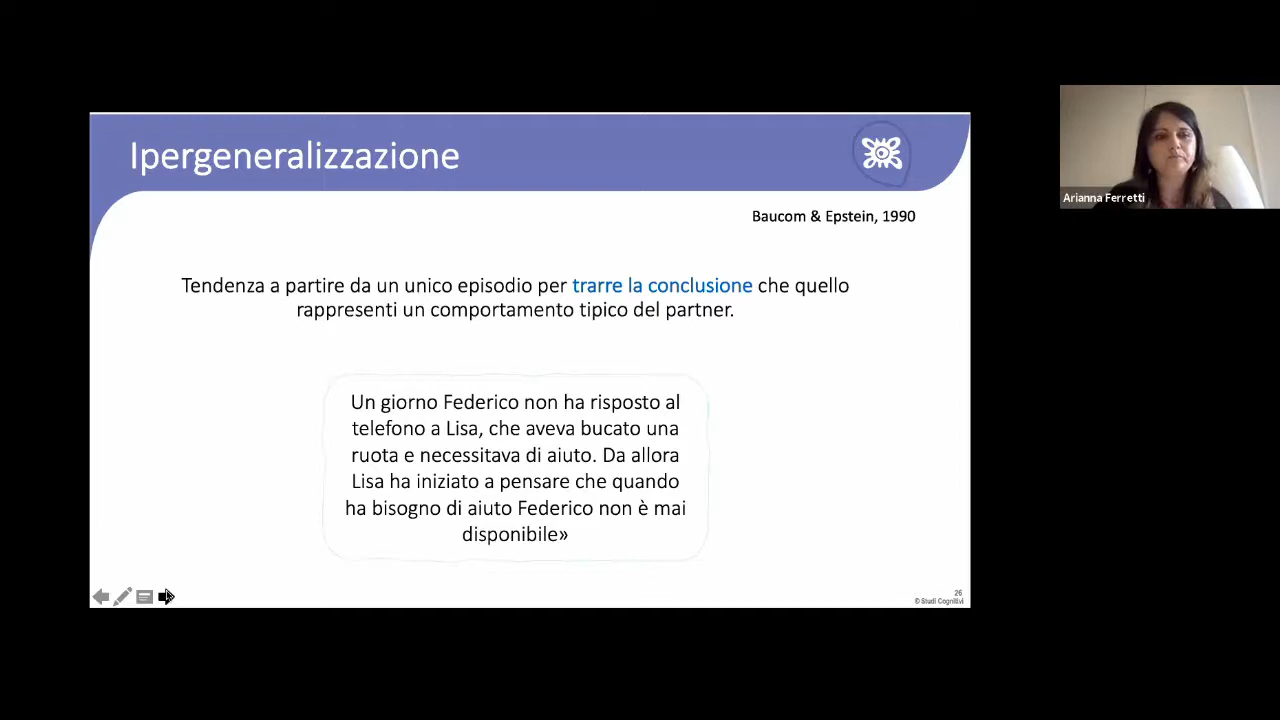 Ipergeneralizzazione
Baucom & Epstein, 1990
Tendenza a partire da un unico episodio per trarre la conclusione che quello
rappresenti un comportamento tipico del partner.
Un giorno Federico non ha risposto al
telefono a Lisa, che aveva bucato una
ruota e necessitava di aiuto. Da allora
Lisa ha iniziato a pensare che quando
ha bisogno di aiuto Federico non è mai
disponibile»
26
© Studi Cognitivi
Arianna Ferretti